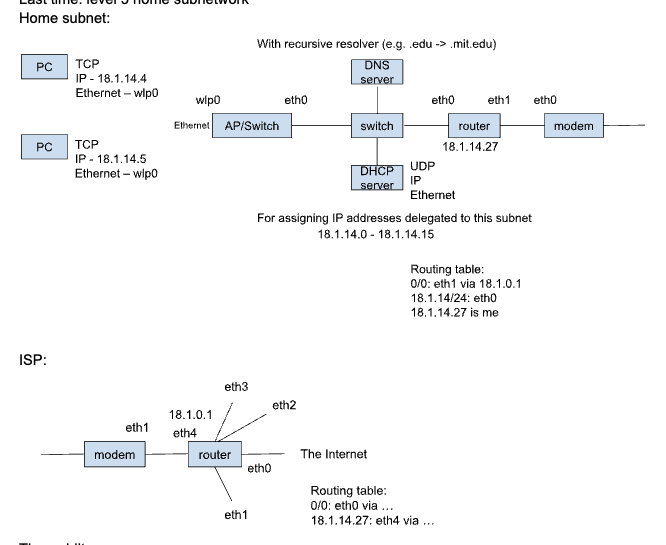 Last time: level 3 home subnetwork
Home subnet:
With recursive resolver (e.g. .edu -> .mit.edu)
PC
TCP
IP - 18.1.14.4
Ethernet – wlp0
DNS
server
wlp0
eth0
eth0
eth1
eth0
Ethernet
AP/Switch
switch
router
modem
18.1.14.27
PC
TCP
IP - 18.1.14.5
Ethernet – wlp0
DHCP
server
UDP
IP
Ethernet
For assigning IP addresses delegated to this subnet
18.1.14.0 - 18.1.14.15
Routing table:
0/0: eth1 via 18.1.0.1
18.1.14/24: eth0
18.1.14.27 is me
ISP:
eth3
eth2
18.1.0.1
eth1
eth4
modem
router
The Internet
eth0
eth1
Routing table:
0/0: eth0 via …
18.1.14.27: eth4 via …